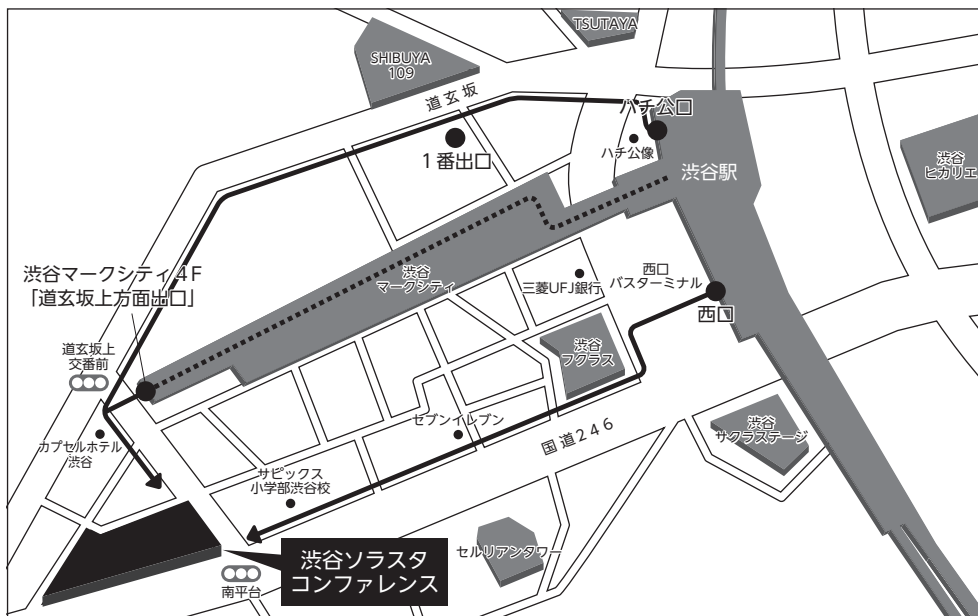 TSUTAYA
SHIBUYA
109
道玄坂
ハチ公口
ハチ公像
1番出口
渋谷駅
渋谷
ヒカリエ
渋谷マークシティ4F
「道玄坂上方面出口」
渋谷
マークシティ
三菱UFJ銀行
西口
バスターミナル
西口
道玄坂上
交番前
渋谷
フクラス
カプセルホテル
渋谷
セブンイレブン
国道246
渋谷
サクラステージ
サピックス
小学部渋谷校
セルリアンタワー
渋谷ソラスタ
コンファレンス
南平台